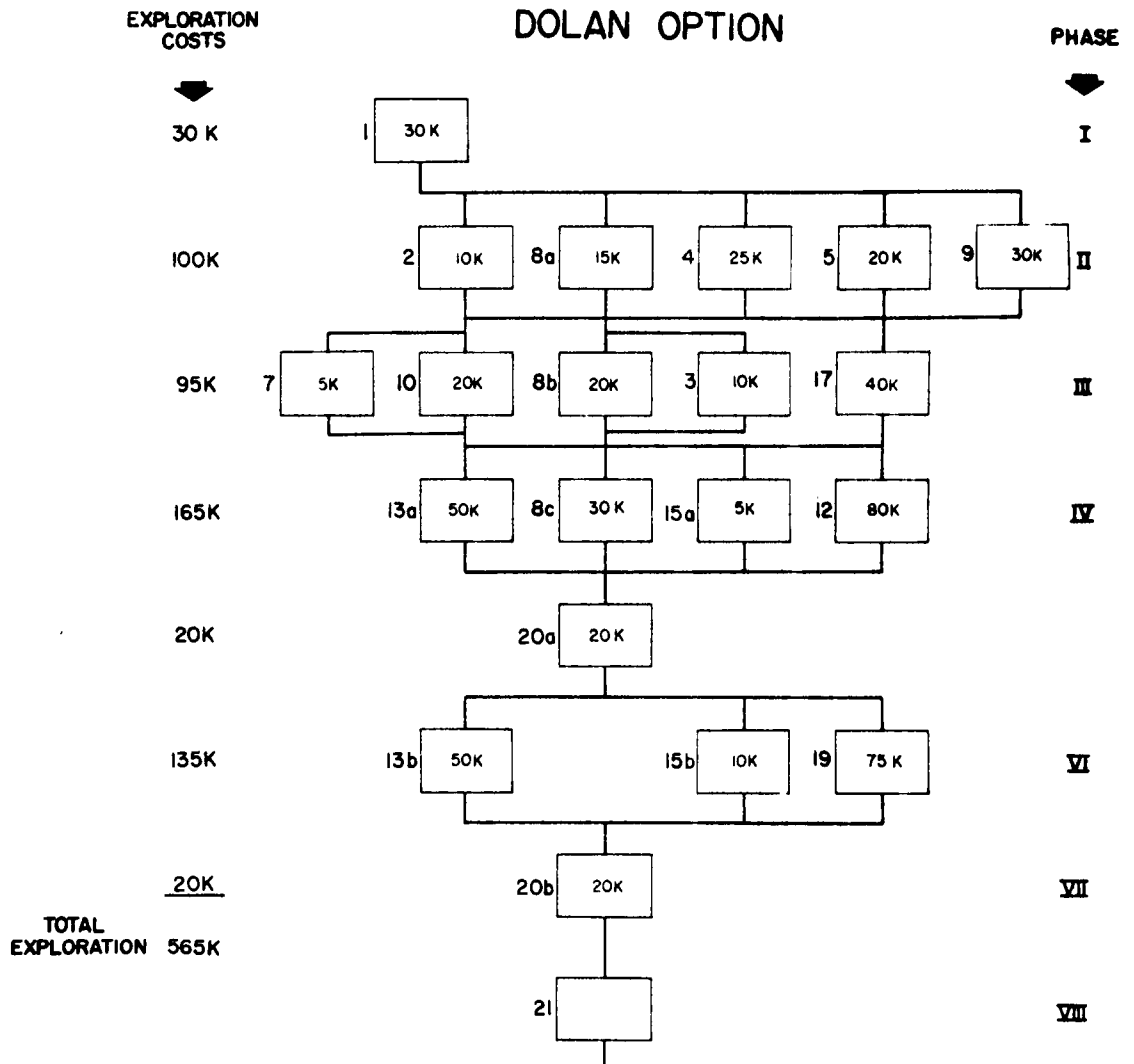 EXPLORATION
COSTS
DOLAN OPTION
PHASE
30 K
1 30 K
I
100K
2 10K 8a 15K 4 25K 5 20K 9 30K
II
95K
7 5K 10 20K 8b 20K 3 10K 17 40K
III
165K
13a 50K 8c 30 K 15a 5K 12 80K
IV
20K
20a 20 K
135K
13b 50K 15b 10K 19 75 K
VI
20K
20b 20K
VII
TOTAL
EXPLORATION 565K
21
VIII